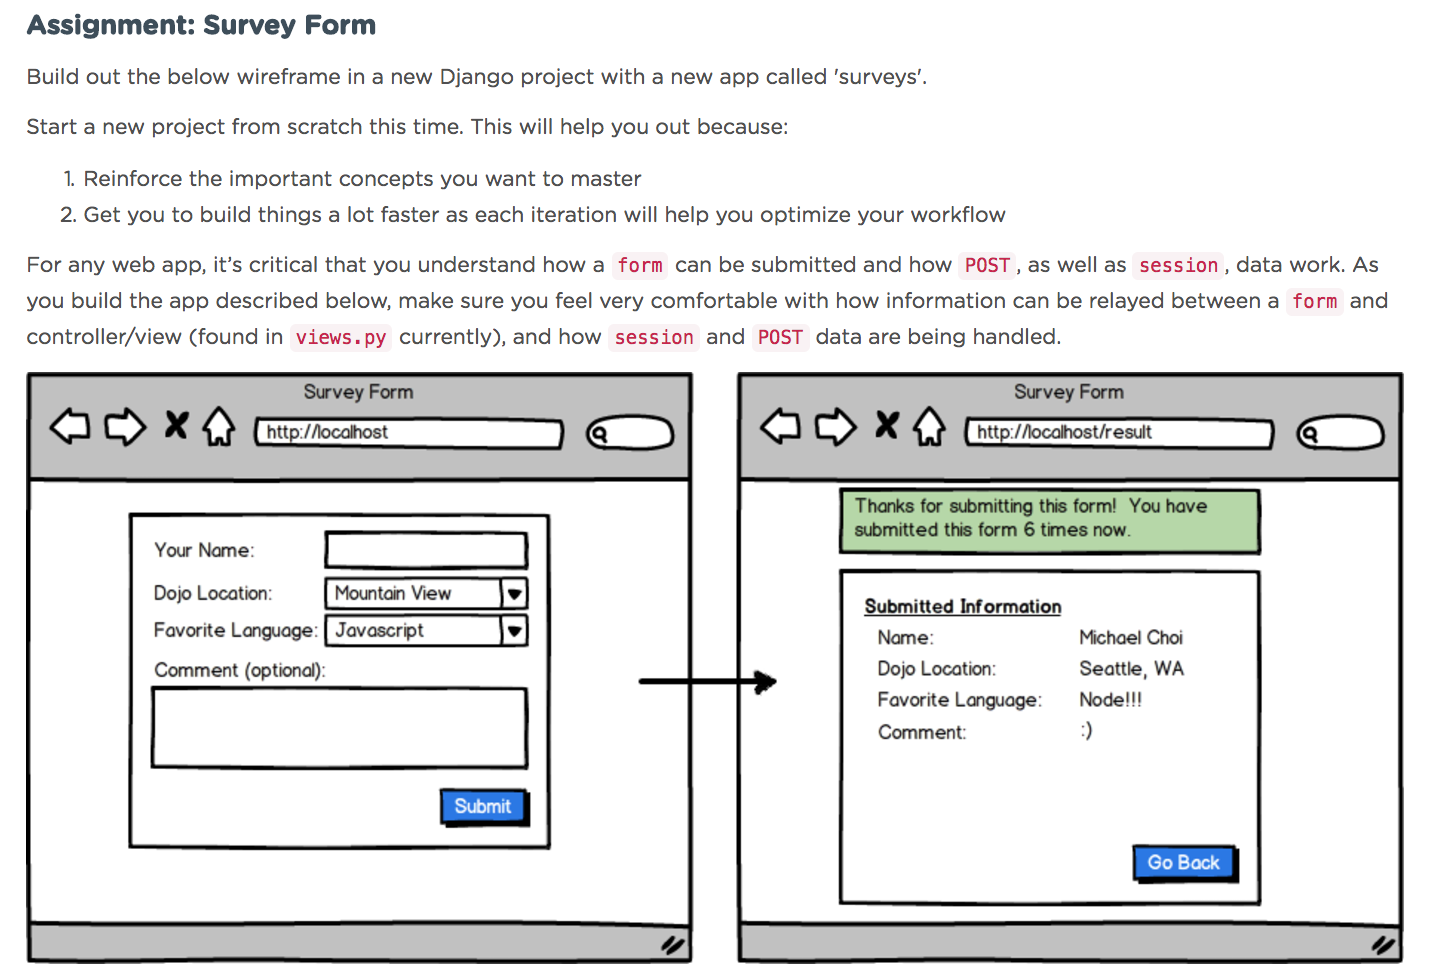 Assignment: Survey Form
Build out the below wireframe in a new Django project with a new app called 'surveys'.
Start a new project from scratch this time. This will help you out because:
1. Reinforce the important concepts you want to master
2. Get you to build things a lot faster as each iteration will help you optimize your workflow
For any web app, it's critical that you understand how a form can be submitted and how POST, as well as session, data work. As
you build the app described below, make sure you feel very comfortable with how information can be relayed between a form and
controller/view (found in views.py currently), and how session and POST data are being handled.
Survey Form
http://localhost
Your Name:
Dojo Location: Mountain View
Favorite Language: Javascript
Comment (optional):
Submit
Survey Form
http://localhost/result
Thanks for submitting this form! You have
submitted this form 6 times now.
Submitted Information
Name: Michael Choi
Dojo Location: Seattle, WA
Favorite Language: Node!!!
Comment: :)
Go Back